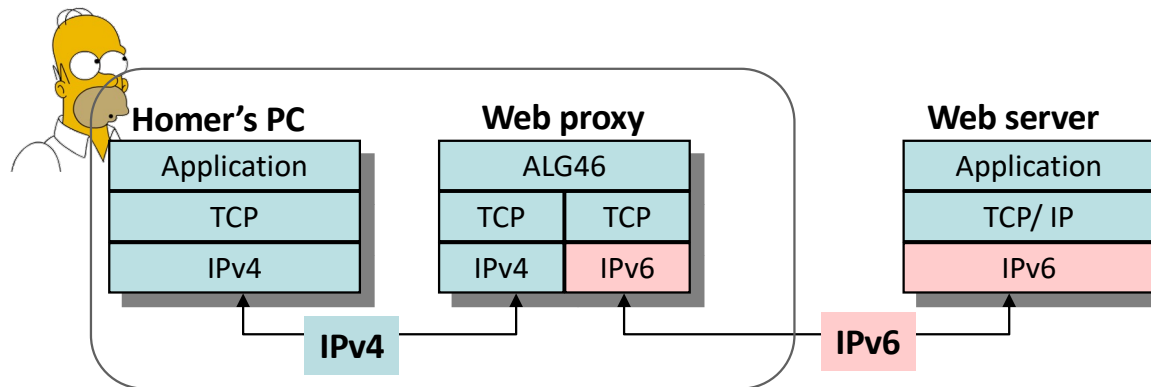 Homer’s PC
Web proxy
Web server
Application
ALG46
Application
TCP
TCP
TCP
TCP/ IP
IPv4
IPv4
IPv6
IPv6
IPv4
IPv6